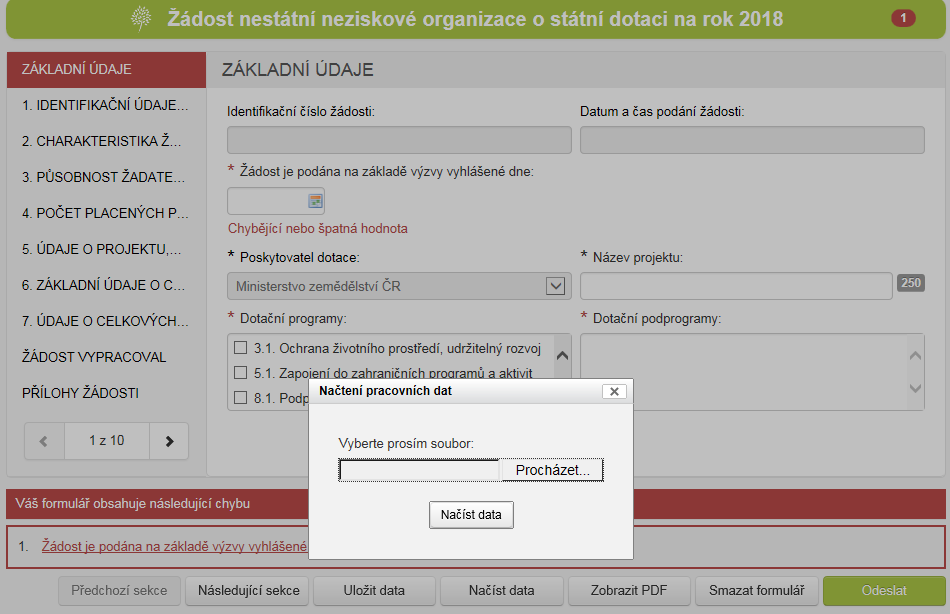 Žádost nestátní neziskové organizace o státní dotaci na rok 2018
1
ZÁKLADNÍ ÚDAJE
1. IDENTIFIKAČNÍ ÚDAJE...
2. CHARAKTERISTIKA Ž...
3. PŮSOBNOST ŽADATE...
4. POČET PLACENÝCH P...
5. ÚDAJE O PROJEKTU,...
6. ZÁKLADNÍ ÚDAJE O C...
7. ÚDAJE O CELKOVÝCH...
ŽÁDOST VYPRACOVAL
PŘÍLOHY ŽÁDOSTI
1 z 10
ZÁKLADNÍ ÚDAJE
Identifikační číslo žádosti:
Datum a čas podání žádosti:
* Žádost je podána na základě výzvy vyhlášené dne:
Chybějící nebo špatná hodnota
* Poskytovatel dotace:
Ministerstvo zemědělství ČR
* Název projektu:
250
* Dotační programy:
3.1. Ochrana životního prostředí, udržitelný rozvoj
5.1. Zapojení do zahraničních programů a aktivit
8.1. Podp
* Dotační podprogramy:
Načtení pracovních dat
Vyberte prosím soubor:
Procházet...
Načíst data
Váš formulář obsahuje následující chybu
1. Žádost je podána na základě výzvy vyhlášené
Předchozí sekce
Následující sekce
Uložit data
Načíst data
Zobrazit PDF
Smazat formulář
Odeslat